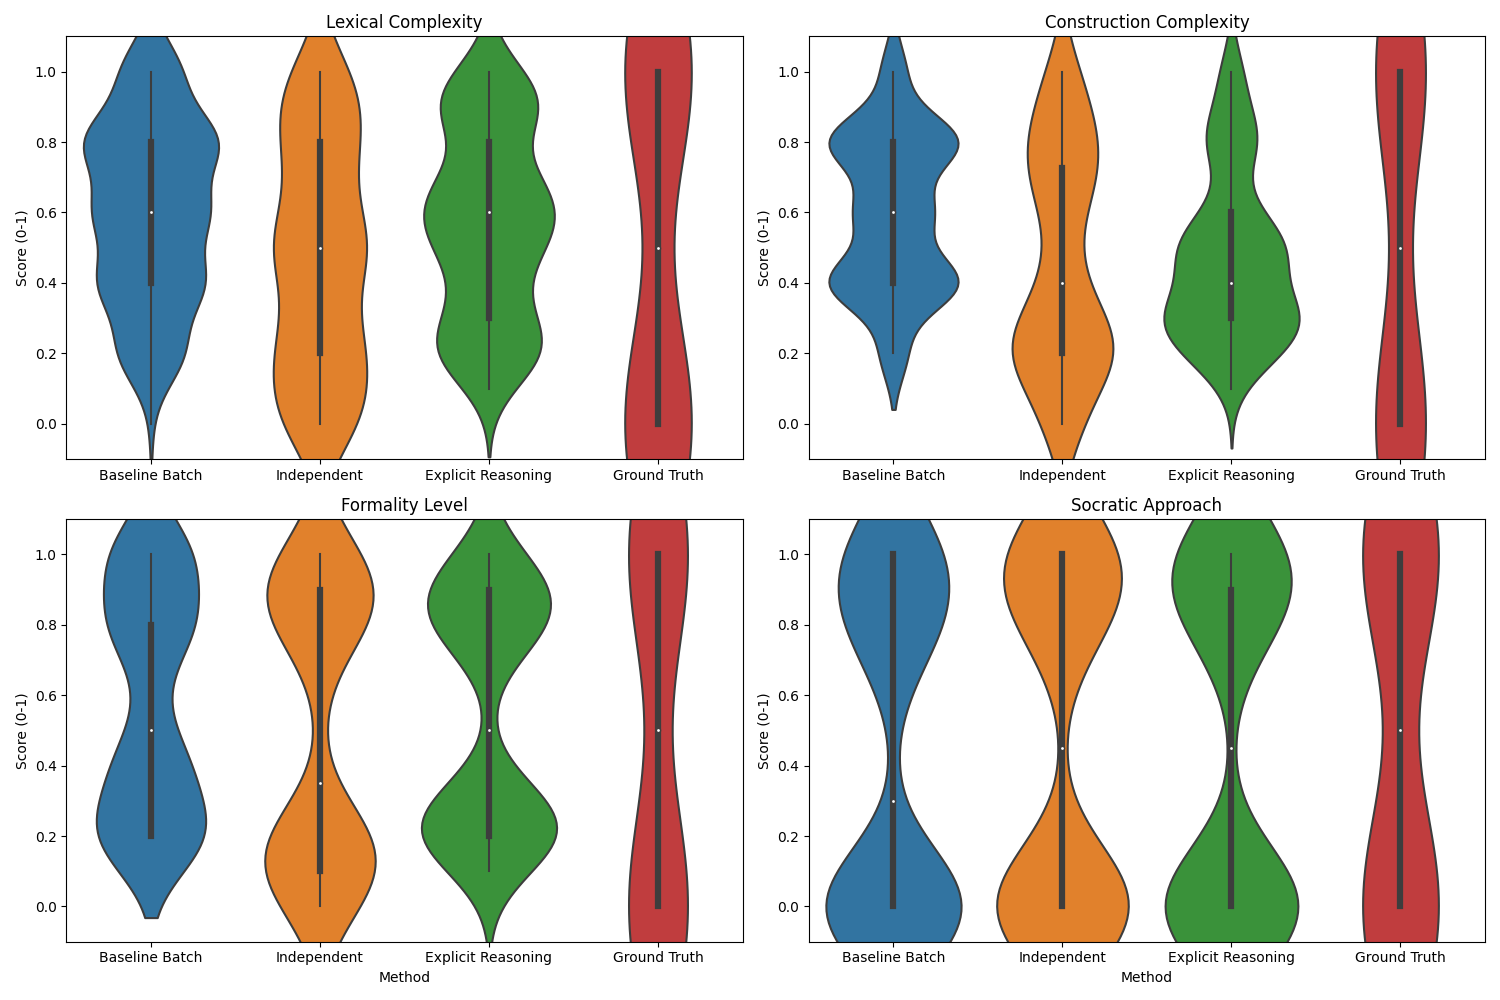 Lexical Complexity
Score (0-1)
1.0
0.8
0.6
0.4
0.2
0.0
Baseline Batch Independent Explicit Reasoning Ground Truth
Construction Complexity
Score (0-1)
1.0
0.8
0.6
0.4
0.2
0.0
Baseline Batch Independent Explicit Reasoning Ground Truth
Formality Level
Score (0-1)
1.0
0.8
0.6
0.4
0.2
0.0
Baseline Batch Independent Explicit Reasoning Ground Truth
Method
Socratic Approach
Score (0-1)
1.0
0.8
0.6
0.4
0.2
0.0
Baseline Batch Independent Explicit Reasoning Ground Truth
Method